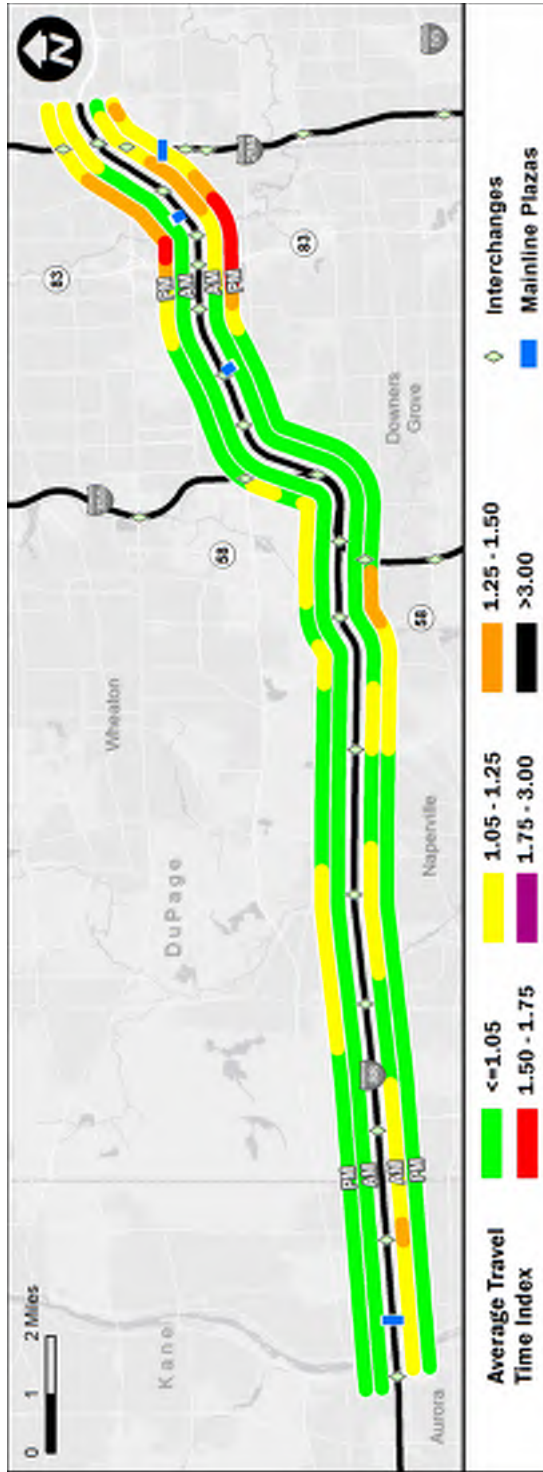 0 1 2 Miles
N
83
83
58
58
Wheaton
DuPage
Kane
Aurora
Naperville
Downers
Grove
PM
AM
AM
PM
PM
AM
AM
PM
Average Travel
Time Index
<=1.05
1.05 - 1.25
1.25 - 1.50
1.50 - 1.75
1.75 - 3.00
>3.00
Interchanges
Mainline Plazas